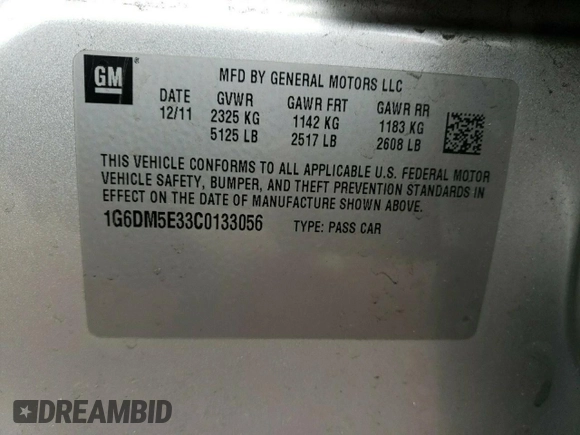 GM
MFD BY GENERAL MOTORS LLC
DATE GVWR GAWR FRT GAWR RR
12/11 2325 KG 1142 KG 1183 KG
5125 LB 2517 LB 2608 LB
THIS VEHICLE CONFORMS TO ALL APPLICABLE U.S. FEDERAL MOTOR
VEHICLE SAFETY, BUMPER, AND THEFT PREVENTION STANDARDS IN
EFFECT ON THE DATE OF MANUFACTURE SHOWN ABOVE.
1G6DM5E33C0133056 TYPE: PASS CAR
DREAMBID